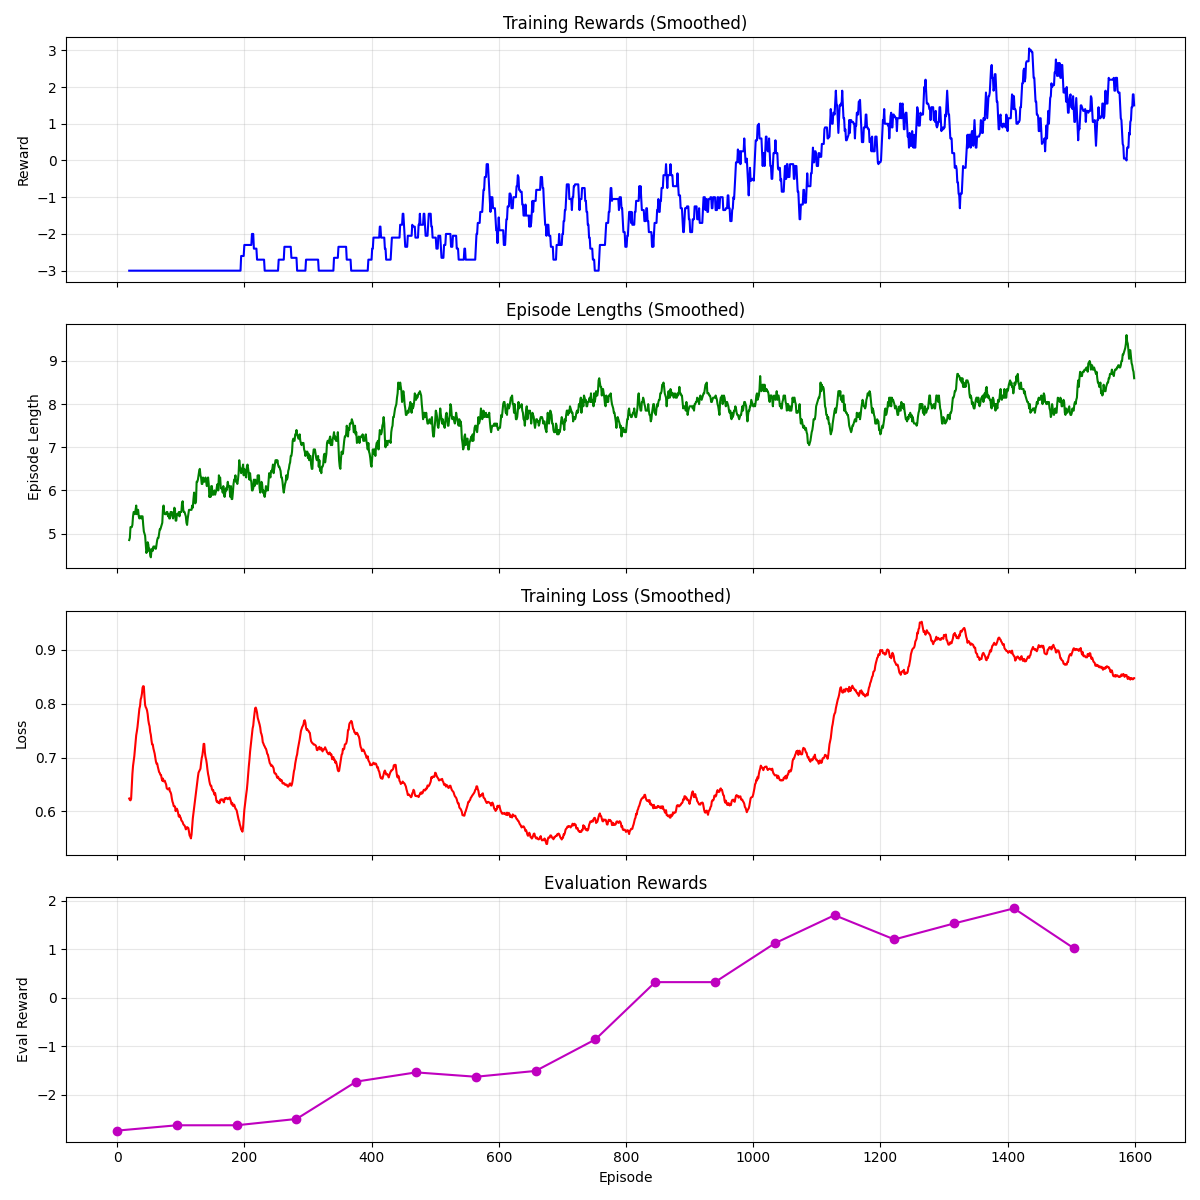 Training Rewards (Smoothed)
3
2
1
0
−1
−2
−3
Reward
Episode Lengths (Smoothed)
9
8
7
6
5
Episode Length
Training Loss (Smoothed)
0.9
0.8
0.7
0.6
Loss
Evaluation Rewards
2
1
0
−1
−2
Eval Reward
0 200 400 600 800 1000 1200 1400 1600
Episode